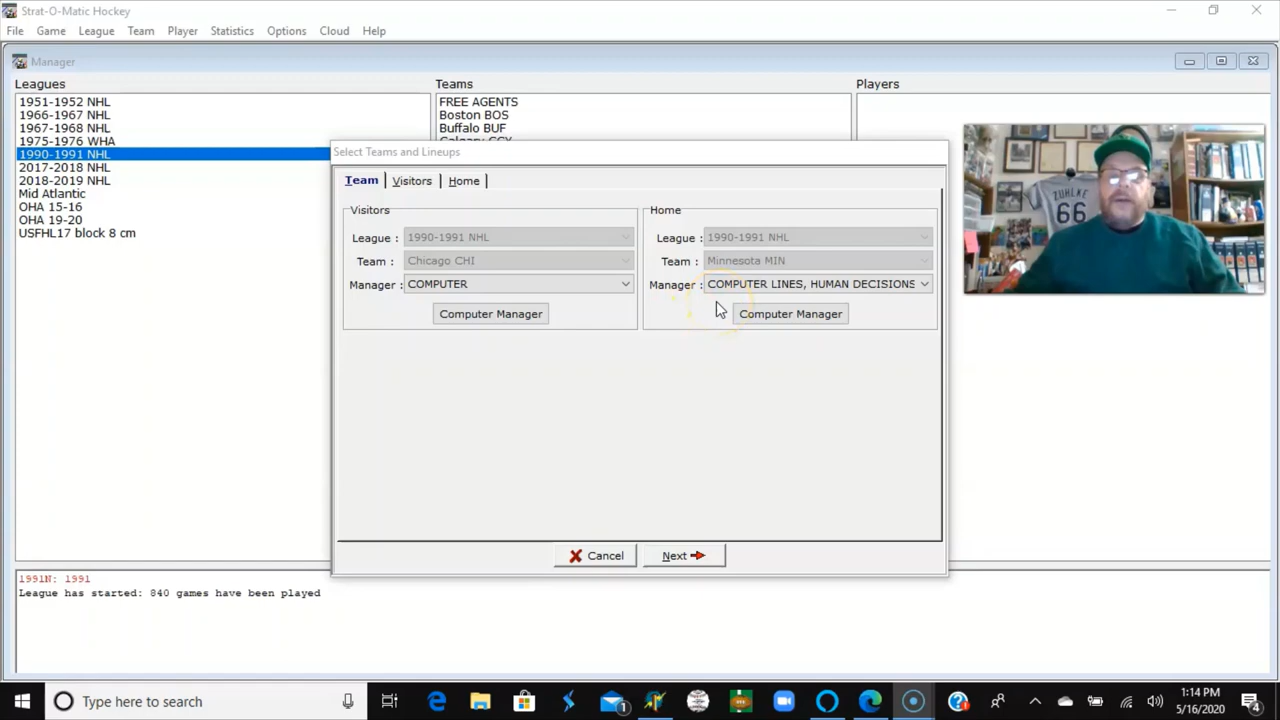 Strat-O-Matic Hockey
File Game League Team Player Statistics Options Cloud Help
Manager
Leagues
1951-1952 NHL
1966-1967 NHL
1967-1968 NHL
1975-1976 WHA
1990-1991 NHL
2017-2018 NHL
2018-2019 NHL
Mid Atlantic
OHA 15-16
OHA 19-20
USFHL17 block 8 cm
Teams
FREE AGENTS
Boston BOS
Buffalo BUF
Players
Select Teams and Lineups
Team Visitors Home
Visitors
League : 1990-1991 NHL
Team : Chicago CHI
Manager : COMPUTER
Computer Manager
Home
League : 1990-1991 NHL
Team : Minnesota MIN
Manager : COMPUTER LINES, HUMAN DECISIONS
Computer Manager
Cancel Next
ZUHLKE
66
1991N: 1991
League has started: 840 games have been played
Type here to search
1
1:14 PM
5/16/2020
4